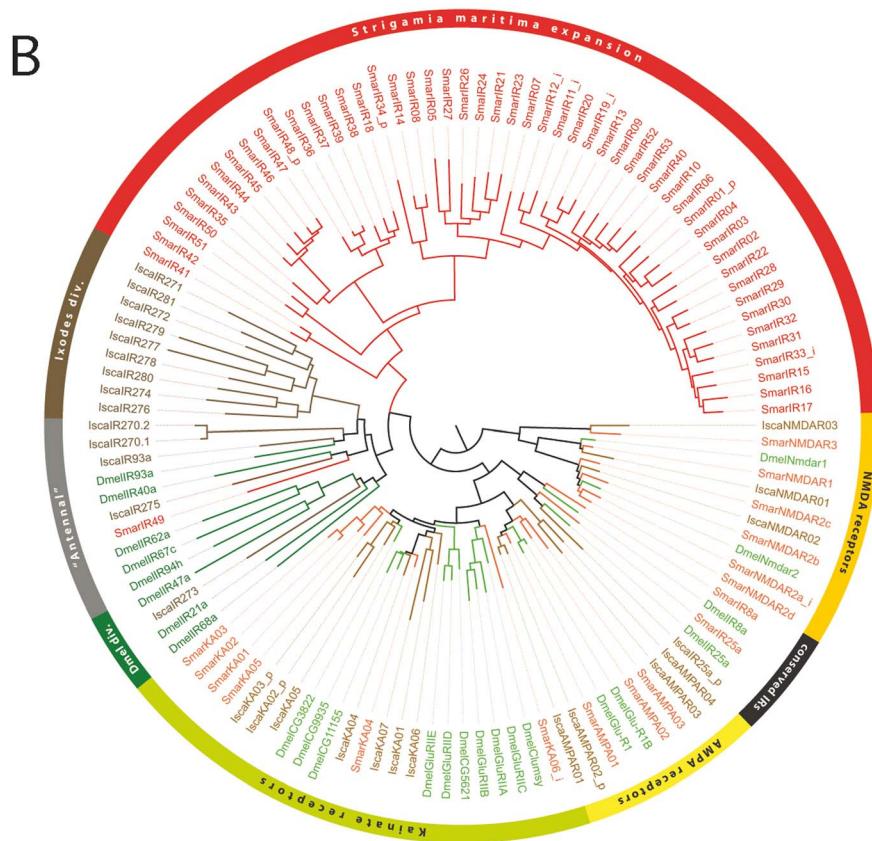 B
Strigamia maritima expansion
SmarIR41
SmarIR42
SmarIR51
SmarIR50
SmarIR35
SmarIR43
SmarIR44
SmarIR45
SmarIR46
SmarIR47
SmarIR48_p
SmarIR36
SmarIR37
SmarIR39
SmarIR38
SmarIR18
SmarIR34_p
SmarIR14
SmarIR08
SmarIR05
SmarIR27
SmarIR26
SmaIR24
SmarIR21
SmarIR23
SmarIR07
SmarIR12_i
SmarIR11_i
SmarIR20
SmarIR19_i
SmarIR13
SmarIR09
SmarIR52
SmarIR53
SmarIR40
SmarIR10
SmarIR06
SmarIR01_p
SmarIR04
SmarIR03
SmarIR02
SmarIR22
SmarIR28
SmarIR29
SmarIR30
SmarIR32
SmarIR31
SmarIR33_i
SmarIR15
SmarIR16
SmarIR17
NMDA receptors
IscaNMDAR03
SmarNMDAR3
DmelNmdar1
SmarNMDAR1
IscaNMDAR01
SmarNMDAR2c
IscaNMDAR02
SmarNMDAR2b
DmelNmdar2
SmarNMDAR2a_i
SmarNMDAR2d
conserved IRs
SmarIR8a
DmelIR8a
SmarIR25a
DmelIR25a
IscaIR25a_p
AMPA receptors
IscaAMPAR04
IscaAMPAR03
SmarAMPA03
SmarAMPA02
DmelGlu-R1B
DmelGlu-R1
SmarAMPA01
IscaAMPAR02_p
IscaAMPAR01
Kainate receptors
SmarKA06_i
DmelClumsy
DmelGluRIIC
DmelGluRIIA
DmelGluRIIB
DmelCG5621
DmelGluRIID
DmelGluRIIE
IscaKA06
IscaKA01
IscaKA07
SmarKA04
IscaKA04
DmelCG11155
DmelCG9935
DmelCG3822
IscaKA05
IscaKA02_p
IscaKA03_p
SmarKA05
SmarKA01
SmarKA02
SmarKA03
Dmel div.
DmelIR68a
DmelIR21a
IscaIR273
DmelIR47a
DmelIR94h
DmelIR67c
DmelIR62a
"Antennal"
SmarIR49
IscaIR275
DmelIR40a
DmelIR93a
IscaIR93a
IscaIR270.1
IscaIR270.2
Ixodes div.
IscaIR276
IscaIR274
IscaIR280
IscaIR278
IscaIR277
IscaIR279
IscaIR272
IscaIR281
IscaIR271